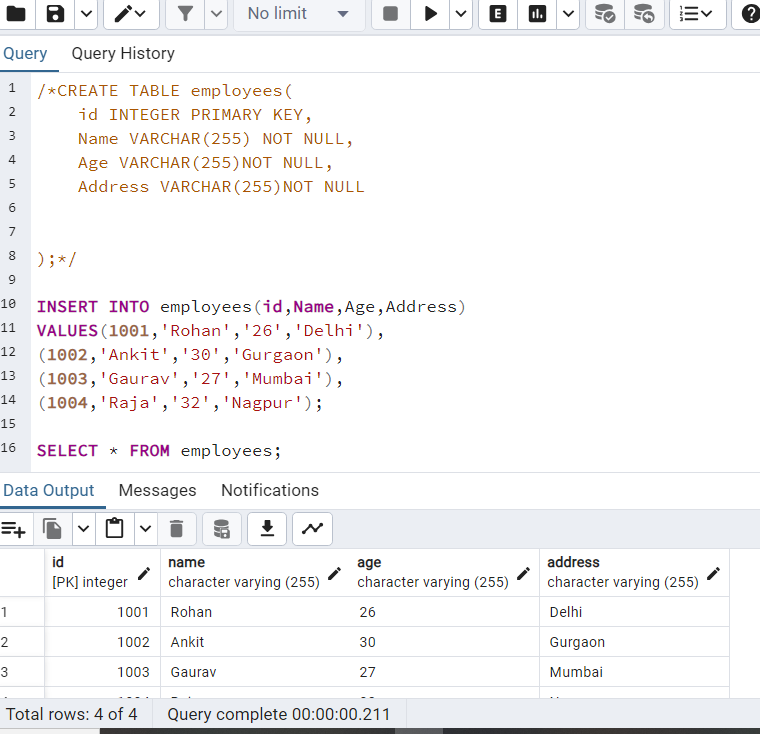 No limit
E
Query Query History
1 /*CREATE TABLE employees(
2 id INTEGER PRIMARY KEY,
3 Name VARCHAR(255) NOT NULL,
4 Age VARCHAR(255)NOT NULL,
5 Address VARCHAR(255)NOT NULL
6
7
8 );*/
9
10 INSERT INTO employees(id,Name,Age,Address)
11 VALUES(1001,'Rohan','26','Delhi'),
12 (1002,'Ankit','30','Gurgaon'),
13 (1003,'Gaurav','27','Mumbai'),
14 (1004,'Raja','32','Nagpur');
15
16 SELECT * FROM employees;
Data Output Messages Notifications
id name age address
[PK] integer character varying (255) character varying (255) character varying (255)
1 1001 Rohan 26 Delhi
2 1002 Ankit 30 Gurgaon
3 1003 Gaurav 27 Mumbai
Total rows: 4 of 4 Query complete 00:00:00.211